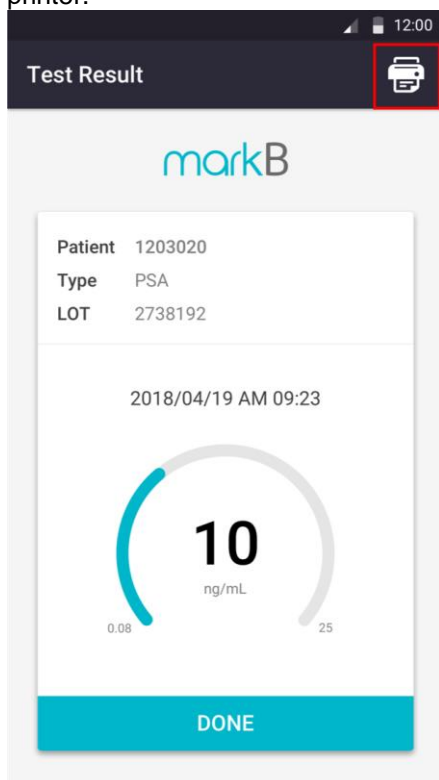 printer.
12:00
Test Result
markB
Patient 1203020
Type PSA
LOT 2738192
2018/04/19 AM 09:23
10
ng/mL
0.08 25
DONE